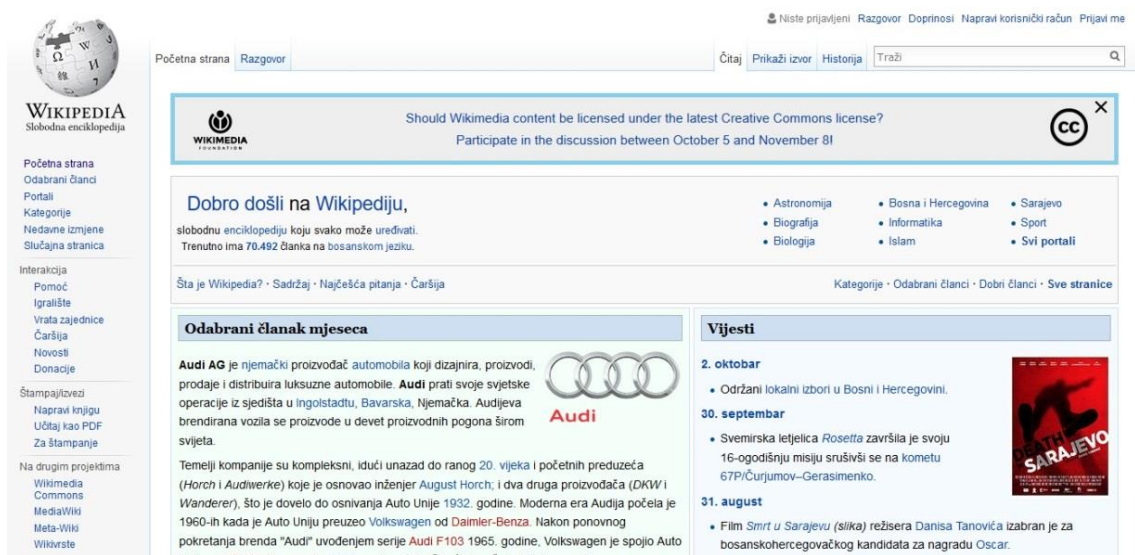 Niste prijavljeni Razgovor Doprinosi Napravi korisnički račun Prijavi me
Početna strana Razgovor
Čitaj Prikaži izvor Historija Traži
WIKIPEDIA
Slobodna enciklopedija
Početna strana
Odabrani članci
Portali
Kategorije
Nedavne izmjene
Slučajna stranica
Interakcija
Pomoć
Igralište
Vrata zajednice
Čaršija
Novosti
Donacije
Štampaj/izvezi
Napravi knjigu
Učitaj kao PDF
Za štampanje
Na drugim projektima
Wikimedia
Commons
MediaWiki
Meta-Wiki
Wikivrste
WIKIMEDIA
FOUNDATION
Should Wikimedia content be licensed under the latest Creative Commons license?
Participate in the discussion between October 5 and November 8!
cc
Dobro došli na Wikipediju,
slobodnu enciklopediju koju svako može uređivati.
Trenutno ima 70.492 članka na bosanskom jeziku.
• Astronomija
• Biografija
• Biologija
• Bosna i Hercegovina
• Informatika
• Islam
• Sarajevo
• Sport
• Svi portali
Šta je Wikipedia? · Sadržaj · Najčešća pitanja · Čaršija
Kategorije · Odabrani članci · Dobri članci · Sve stranice
Odabrani članak mjeseca
Audi AG je njemački proizvođač automobila koji dizajnira, proizvodi,
prodaje i distribuira luksuzne automobile. Audi prati svoje svjetske
operacije iz sjedišta u Ingolstadtu, Bavarska, Njemačka. Audijeva
brendirana vozila se proizvode u devet proizvodnih pogona širom
svijeta.
Audi
Temelji kompanije su kompleksni, idući unazad do ranog 20. vijeka i početnih preduzeća
(Horch i Audiwerke) koje je osnovao inženjer August Horch; i dva druga proizvođača (DKW i
Wanderer), što je dovelo do osnivanja Auto Unije 1932. godine. Moderna era Audija počela je
1960-ih kada je Auto Uniju preuzeo Volkswagen od Daimler-Benza. Nakon ponovnog
pokretanja brenda "Audi" uvođenjem serije Audi F103 1965. godine, Volkswagen je spojio Auto
Vijesti
2. oktobar
• Održani lokalni izbori u Bosni i Hercegovini.
30. septembar
• Svemirska letjelica Rosetta završila je svoju
16-ogodišnju misiju srušivši se na kometu
67P/Čurjumov–Gerasimenko.
31. august
• Film Smrt u Sarajevu (slika) režisera Danisa Tanovića izabran je za
bosanskohercegovačkog kandidata za nagradu Oscar.
DEATH
SARAJEVO